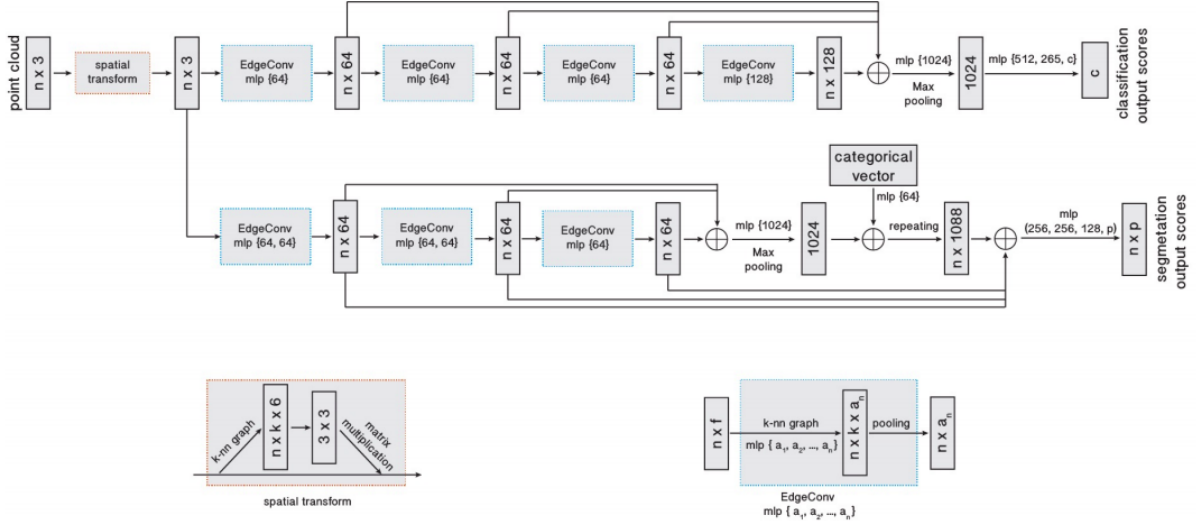 point cloud
n x 3
spatial
transform
n x 3
EdgeConv
mlp {64}
n x 64
EdgeConv
mlp {64}
n x 64
EdgeConv
mlp {64}
n x 64
EdgeConv
mlp {128}
n x 128
mlp {1024}
Max
pooling
1024
mlp {512, 265, c}
c
classification
output scores
EdgeConv
mlp {64, 64}
n x 64
EdgeConv
mlp {64, 64}
n x 64
EdgeConv
mlp {64}
n x 64
mlp {1024}
Max
pooling
1024
categorical
vector
mlp {64}
repeating
n x 1088
mlp
(256, 256, 128, p)
n x p
segmetation
output scores
k-nn graph
n x k x 6
3 x 3
matrix
multiplication
spatial transform
n x f
k-nn graph
mlp { a₁, a₂, ..., aₙ}
n x k x aₙ
pooling
n x aₙ
EdgeConv
mlp { a₁, a₂, ..., aₙ}